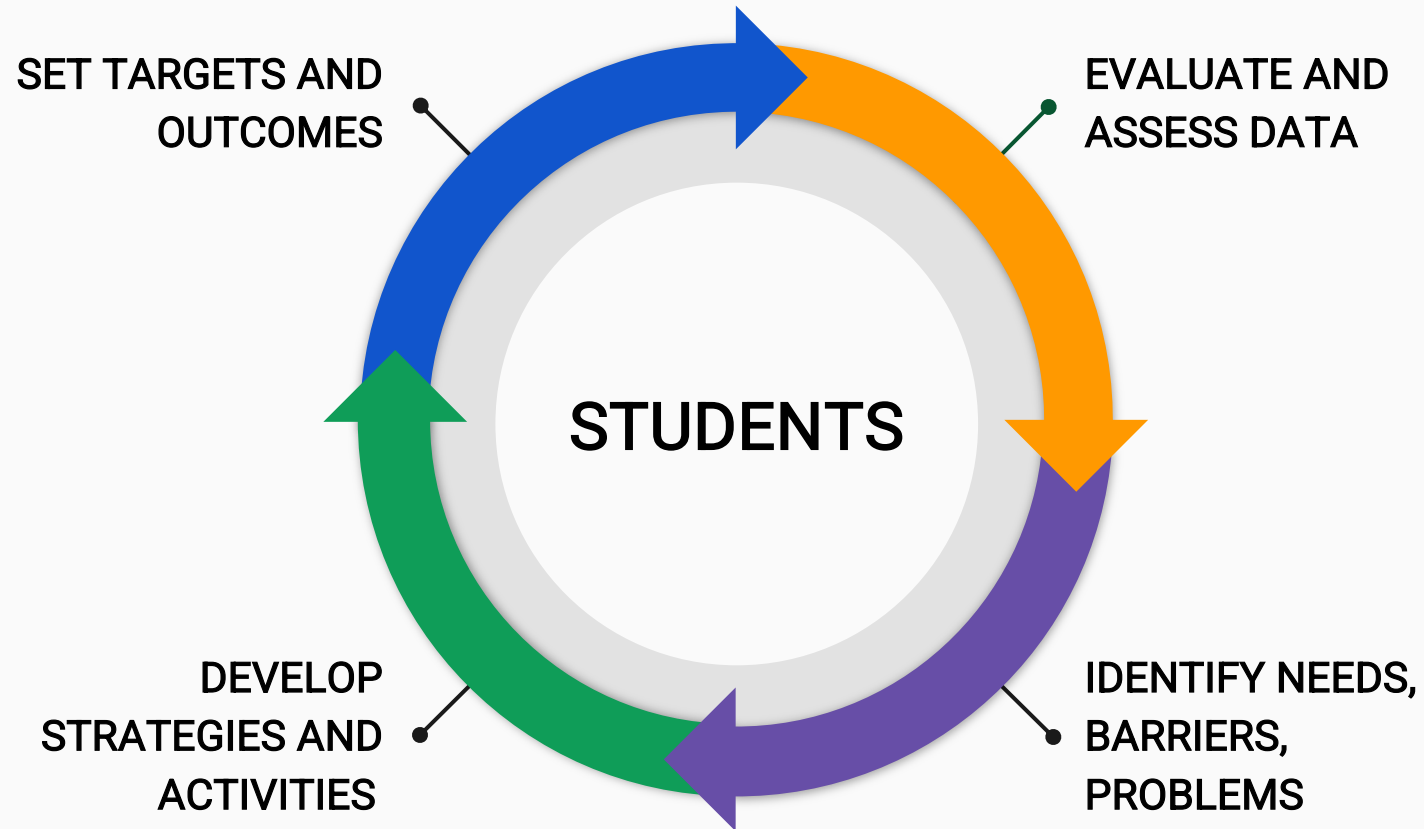 SET TARGETS AND
OUTCOMES
EVALUATE AND
ASSESS DATA
STUDENTS
DEVELOP
STRATEGIES AND
ACTIVITIES
IDENTIFY NEEDS,
BARRIERS,
PROBLEMS